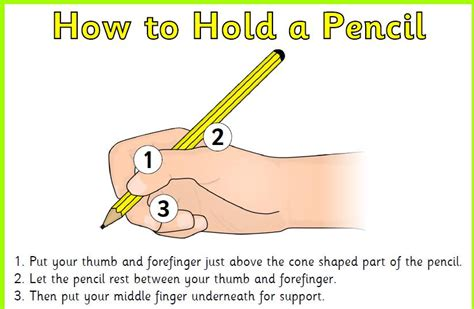 How to Hold a Pencil
2
1
3
1. Put your thumb and forefinger just above the cone shaped part of the pencil.
2. Let the pencil rest between your thumb and forefinger.
3. Then put your middle finger underneath for support.